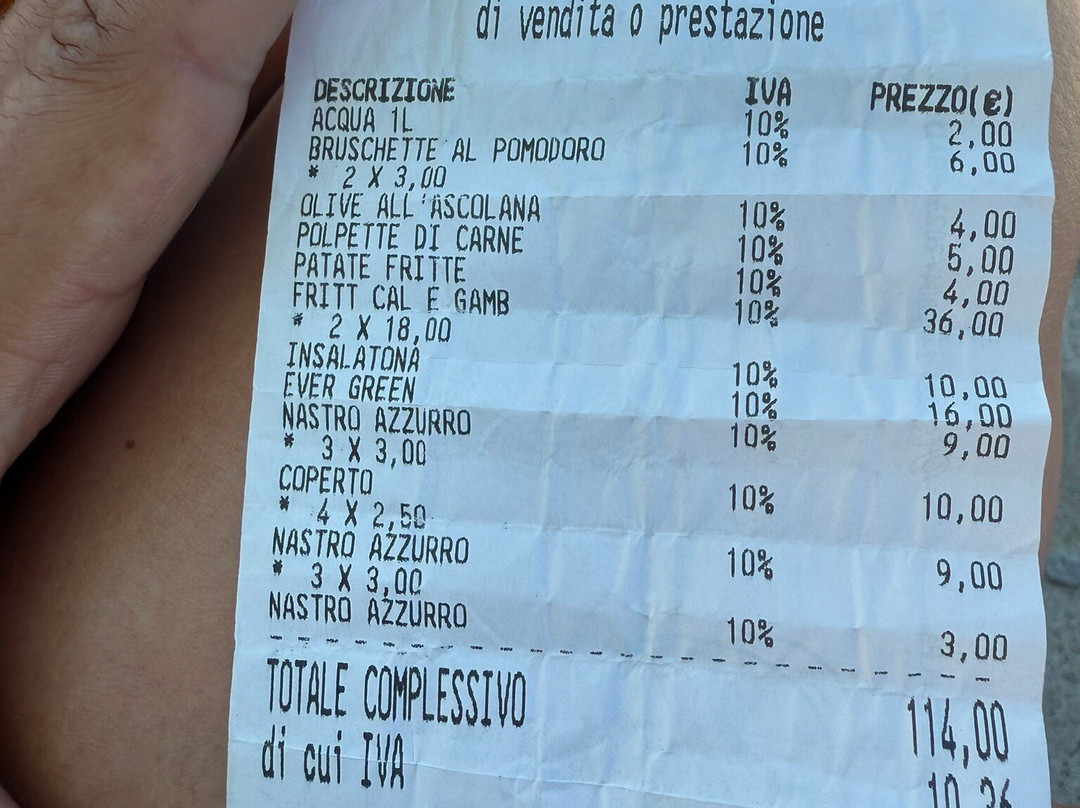 di vendita o prestazione
DESCRIZIONE IVA PREZZO(€)
ACQUA 1L 10% 2,00
BRUSCHETTE AL POMODORO 10% 6,00
* 2 X 3,00
OLIVE ALL'ASCOLANA 10% 4,00
POLPETTE DI CARNE 10% 5,00
PATATE FRITTE 10% 4,00
FRITT CAL E GAMB 10% 36,00
* 2 X 18,00
INSALATONA 10% 10,00
EVER GREEN 10% 16,00
NASTRO AZZURRO 10% 9,00
* 3 X 3,00
COPERTO 10% 10,00
* 4 X 2,50
NASTRO AZZURRO 10% 9,00
* 3 X 3,00
NASTRO AZZURRO 10% 3,00
TOTALE COMPLESSIVO 114,00
di cui IVA 10,36